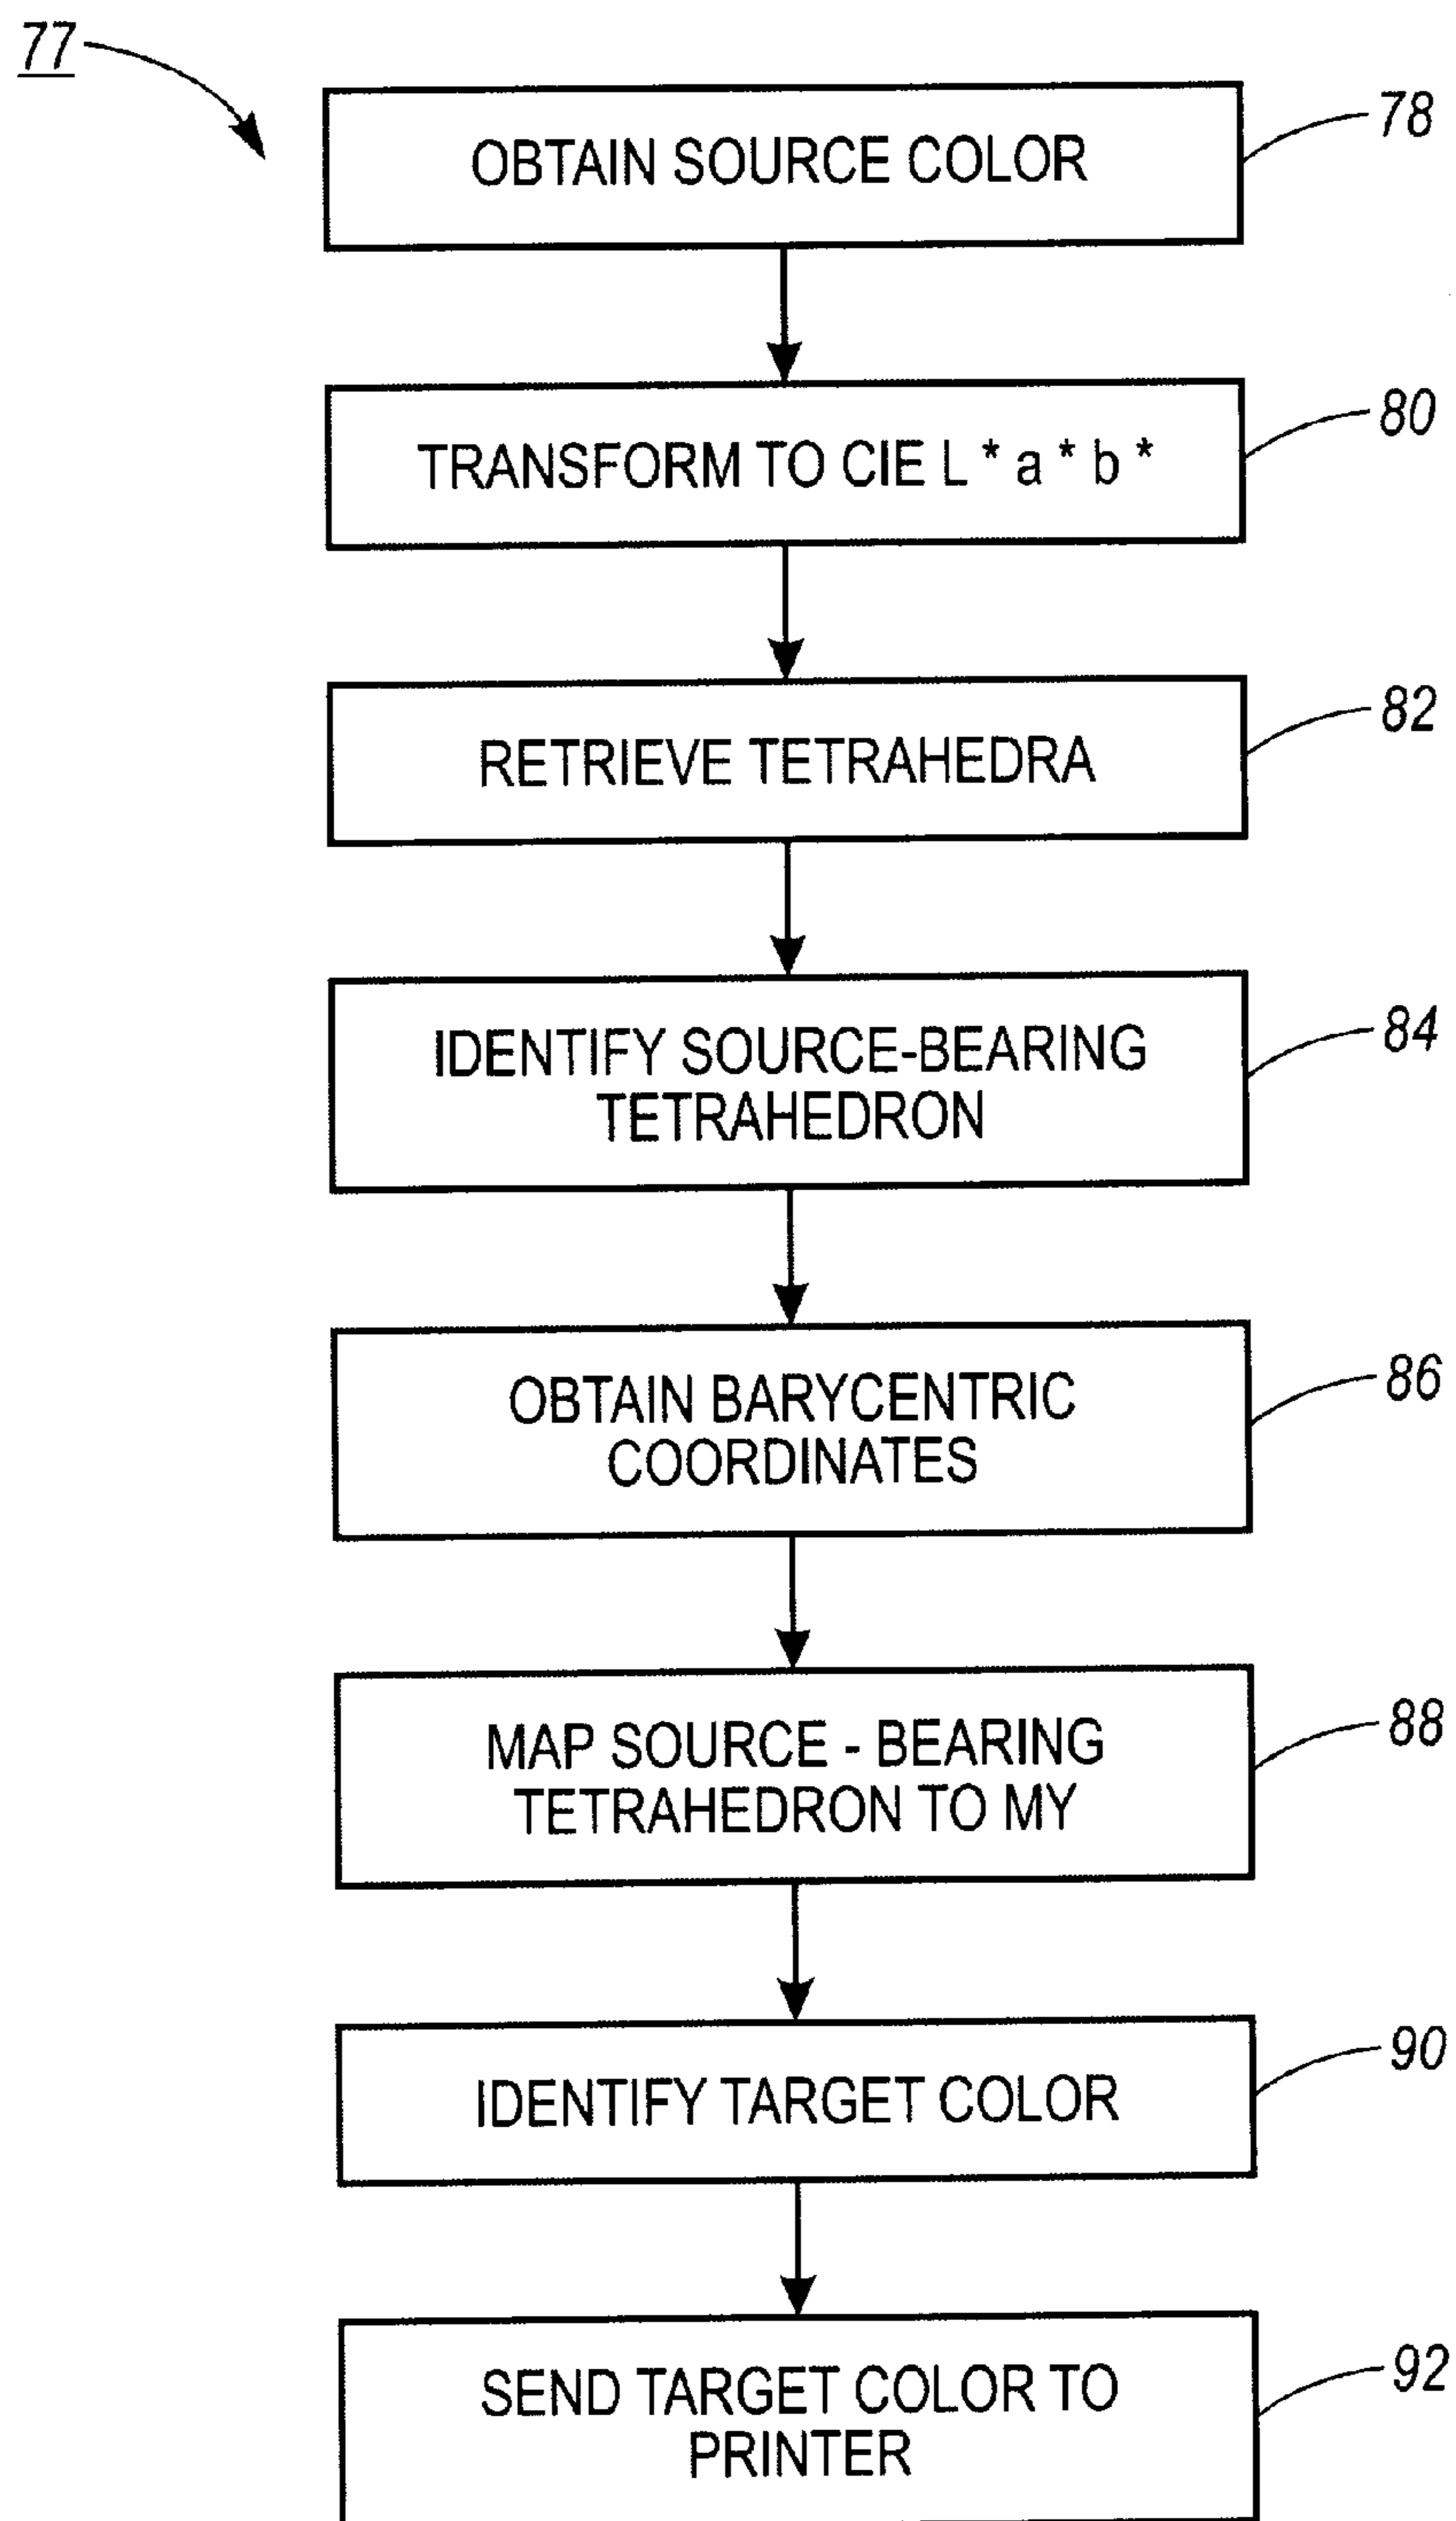 77
OBTAIN SOURCE COLOR
78
TRANSFORM TO CIE L * a * b *
80
RETRIEVE TETRAHEDRA
82
IDENTIFY SOURCE-BEARING
TETRAHEDRON
84
OBTAIN BARYCENTRIC
COORDINATES
86
MAP SOURCE - BEARING
TETRAHEDRON TO MY
88
IDENTIFY TARGET COLOR
90
SEND TARGET COLOR TO
PRINTER
92